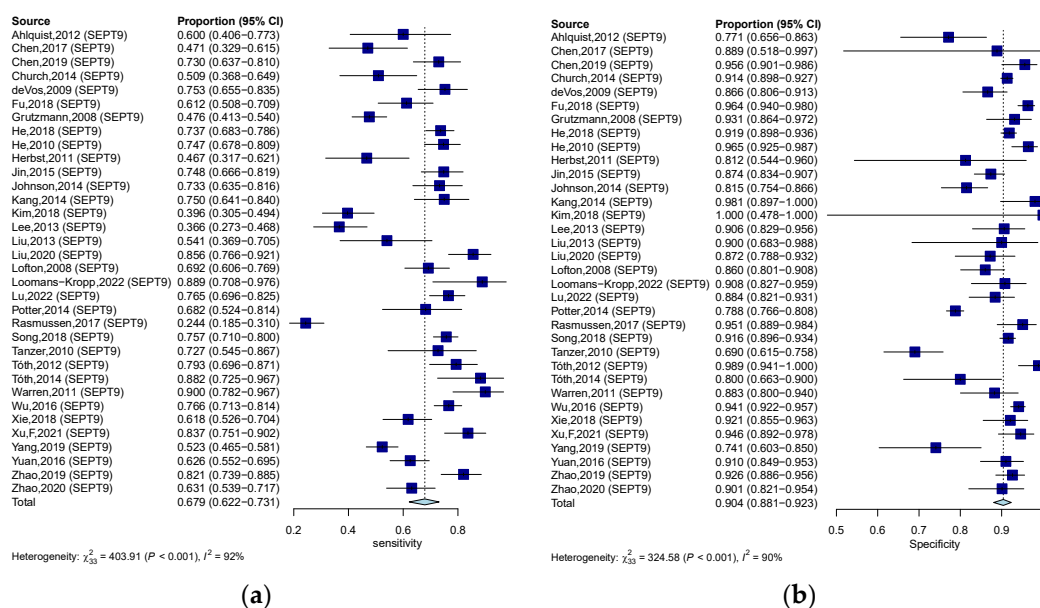 Source Proportion (95% CI)
Ahlquist,2012 (SEPT9) 0.600 (0.406−0.773)
Chen,2017 (SEPT9) 0.471 (0.329−0.615)
Chen,2019 (SEPT9) 0.730 (0.637−0.810)
Church,2014 (SEPT9) 0.509 (0.368−0.649)
deVos,2009 (SEPT9) 0.753 (0.655−0.835)
Fu,2018 (SEPT9) 0.612 (0.508−0.709)
Grutzmann,2008 (SEPT9) 0.476 (0.413−0.540)
He,2018 (SEPT9) 0.737 (0.683−0.786)
He,2010 (SEPT9) 0.747 (0.678−0.809)
Herbst,2011 (SEPT9) 0.467 (0.317−0.621)
Jin,2015 (SEPT9) 0.748 (0.666−0.819)
Johnson,2014 (SEPT9) 0.733 (0.635−0.816)
Kang,2014 (SEPT9) 0.750 (0.641−0.840)
Kim,2018 (SEPT9) 0.396 (0.305−0.494)
Lee,2013 (SEPT9) 0.366 (0.273−0.468)
Liu,2013 (SEPT9) 0.541 (0.369−0.705)
Liu,2020 (SEPT9) 0.856 (0.766−0.921)
Lofton,2008 (SEPT9) 0.692 (0.606−0.769)
Loomans−Kropp,2022 (SEPT9) 0.889 (0.708−0.976)
Lu,2022 (SEPT9) 0.765 (0.696−0.825)
Potter,2014 (SEPT9) 0.682 (0.524−0.814)
Rasmussen,2017 (SEPT9) 0.244 (0.185−0.310)
Song,2018 (SEPT9) 0.757 (0.710−0.800)
Tanzer,2010 (SEPT9) 0.727 (0.545−0.867)
Tóth,2012 (SEPT9) 0.793 (0.696−0.871)
Tóth,2014 (SEPT9) 0.882 (0.725−0.967)
Warren,2011 (SEPT9) 0.900 (0.782−0.967)
Wu,2016 (SEPT9) 0.766 (0.713−0.814)
Xie,2018 (SEPT9) 0.618 (0.526−0.704)
Xu,F,2021 (SEPT9) 0.837 (0.751−0.902)
Yang,2019 (SEPT9) 0.523 (0.465−0.581)
Yuan,2016 (SEPT9) 0.626 (0.552−0.695)
Zhao,2019 (SEPT9) 0.821 (0.739−0.885)
Zhao,2020 (SEPT9) 0.631 (0.539−0.717)
Total 0.679 (0.622−0.731)
0.2 0.4 0.6 0.8
sensitivity
Heterogeneity: χ²₃₃ = 403.91 (P < 0.001), I² = 92%
(a)
Source Proportion (95% CI)
Ahlquist,2012 (SEPT9) 0.771 (0.656−0.863)
Chen,2017 (SEPT9) 0.889 (0.518−0.997)
Chen,2019 (SEPT9) 0.956 (0.901−0.986)
Church,2014 (SEPT9) 0.914 (0.898−0.927)
deVos,2009 (SEPT9) 0.866 (0.806−0.913)
Fu,2018 (SEPT9) 0.964 (0.940−0.980)
Grutzmann,2008 (SEPT9) 0.931 (0.864−0.972)
He,2018 (SEPT9) 0.919 (0.898−0.936)
He,2010 (SEPT9) 0.965 (0.925−0.987)
Herbst,2011 (SEPT9) 0.812 (0.544−0.960)
Jin,2015 (SEPT9) 0.874 (0.834−0.907)
Johnson,2014 (SEPT9) 0.815 (0.754−0.866)
Kang,2014 (SEPT9) 0.981 (0.897−1.000)
Kim,2018 (SEPT9) 1.000 (0.478−1.000)
Lee,2013 (SEPT9) 0.906 (0.829−0.956)
Liu,2013 (SEPT9) 0.900 (0.683−0.988)
Liu,2020 (SEPT9) 0.872 (0.788−0.932)
Lofton,2008 (SEPT9) 0.860 (0.801−0.908)
Loomans−Kropp,2022 (SEPT9) 0.908 (0.827−0.959)
Lu,2022 (SEPT9) 0.884 (0.821−0.931)
Potter,2014 (SEPT9) 0.788 (0.766−0.808)
Rasmussen,2017 (SEPT9) 0.951 (0.889−0.984)
Song,2018 (SEPT9) 0.916 (0.896−0.934)
Tanzer,2010 (SEPT9) 0.690 (0.615−0.758)
Tóth,2012 (SEPT9) 0.989 (0.941−1.000)
Tóth,2014 (SEPT9) 0.800 (0.663−0.900)
Warren,2011 (SEPT9) 0.883 (0.800−0.940)
Wu,2016 (SEPT9) 0.941 (0.922−0.957)
Xie,2018 (SEPT9) 0.921 (0.855−0.963)
Xu,F,2021 (SEPT9) 0.946 (0.892−0.978)
Yang,2019 (SEPT9) 0.741 (0.603−0.850)
Yuan,2016 (SEPT9) 0.910 (0.849−0.953)
Zhao,2019 (SEPT9) 0.926 (0.886−0.956)
Zhao,2020 (SEPT9) 0.901 (0.821−0.954)
Total 0.904 (0.881−0.923)
0.5 0.6 0.7 0.8 0.9
Specificity
Heterogeneity: χ²₃₃ = 324.58 (P < 0.001), I² = 90%
(b)